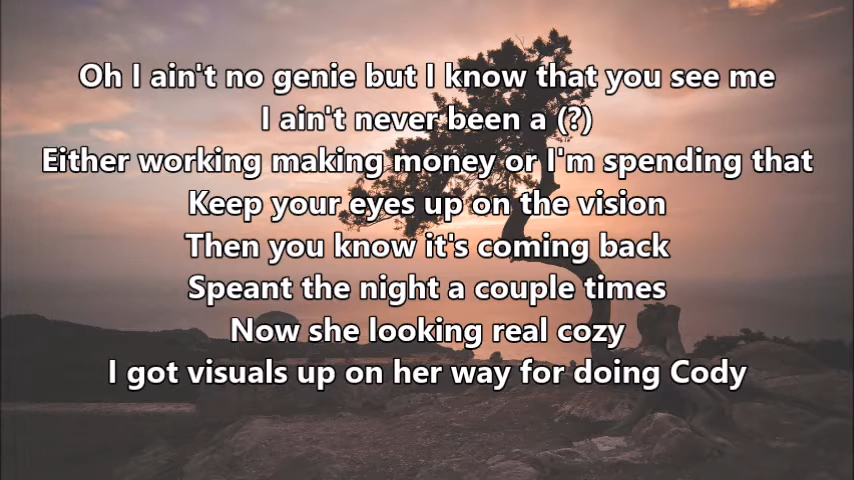 Oh I ain't no genie but I know that you see me
I ain't never been a (?)
Either working making money or I'm spending that
Keep your eyes up on the vision
Then you know it's coming back
Speant the night a couple times
Now she looking real cozy
I got visuals up on her way for doing Cody